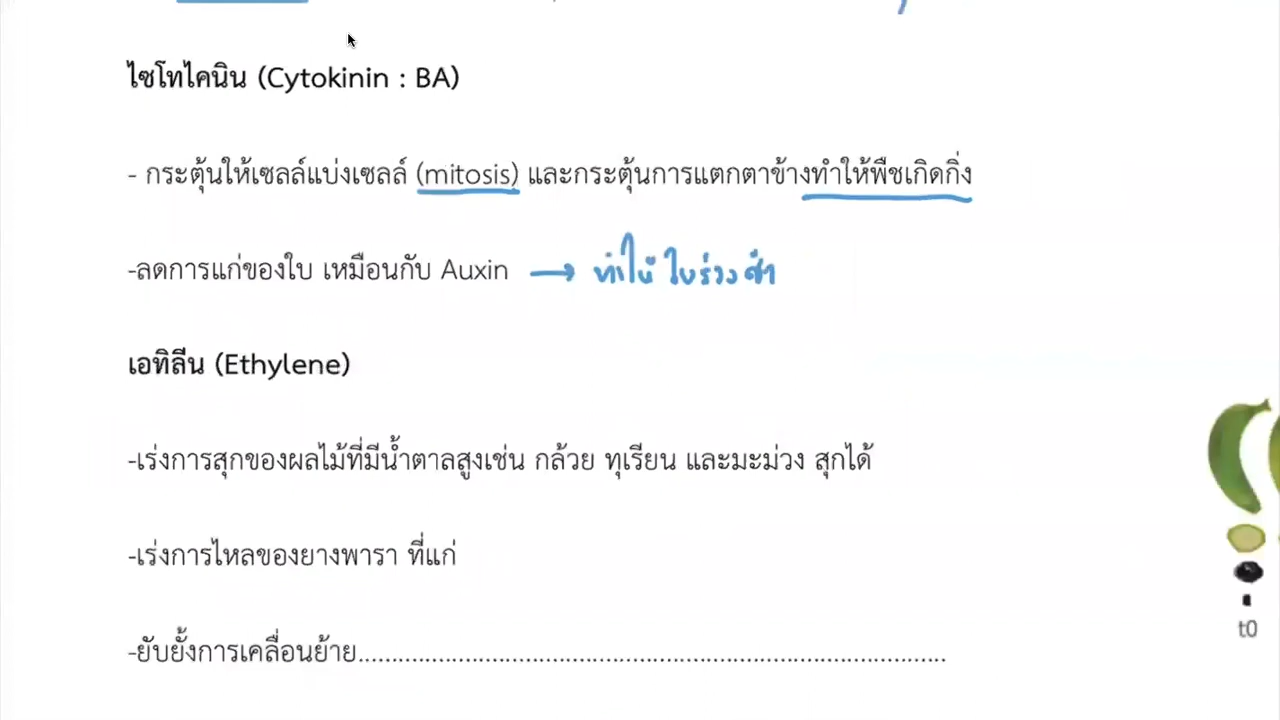 ไซโทไคนิน (Cytokinin : BA)
- กระตุ้นให้เซลล์แบ่งเซลล์ (mitosis) และกระตุ้นการแตกตาข้างทำให้พืชเกิดกิ่ง
-ลดการแก่ของใบ เหมือนกับ Auxin → ทำให้ ใบร่วงช้า
เอทิลีน (Ethylene)
-เร่งการสุกของผลไม้ที่มีน้ำตาลสูงเช่น กล้วย ทุเรียน และมะม่วง สุกได้
-เร่งการไหลของยางพารา ที่แก่
t0
-ยับยั้งการเคลื่อนย้าย........................................................................................